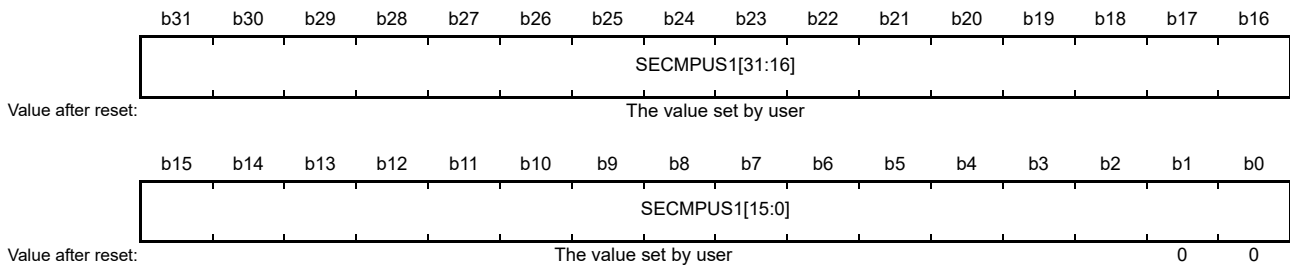 b31 b30 b29 b28 b27 b26 b25 b24 b23 b22 b21 b20 b19 b18 b17 b16
SECMPUS1[31:16]
Value after reset: The value set by user
b15 b14 b13 b12 b11 b10 b9 b8 b7 b6 b5 b4 b3 b2 b1 b0
SECMPUS1[15:0]
Value after reset: The value set by user 0 0